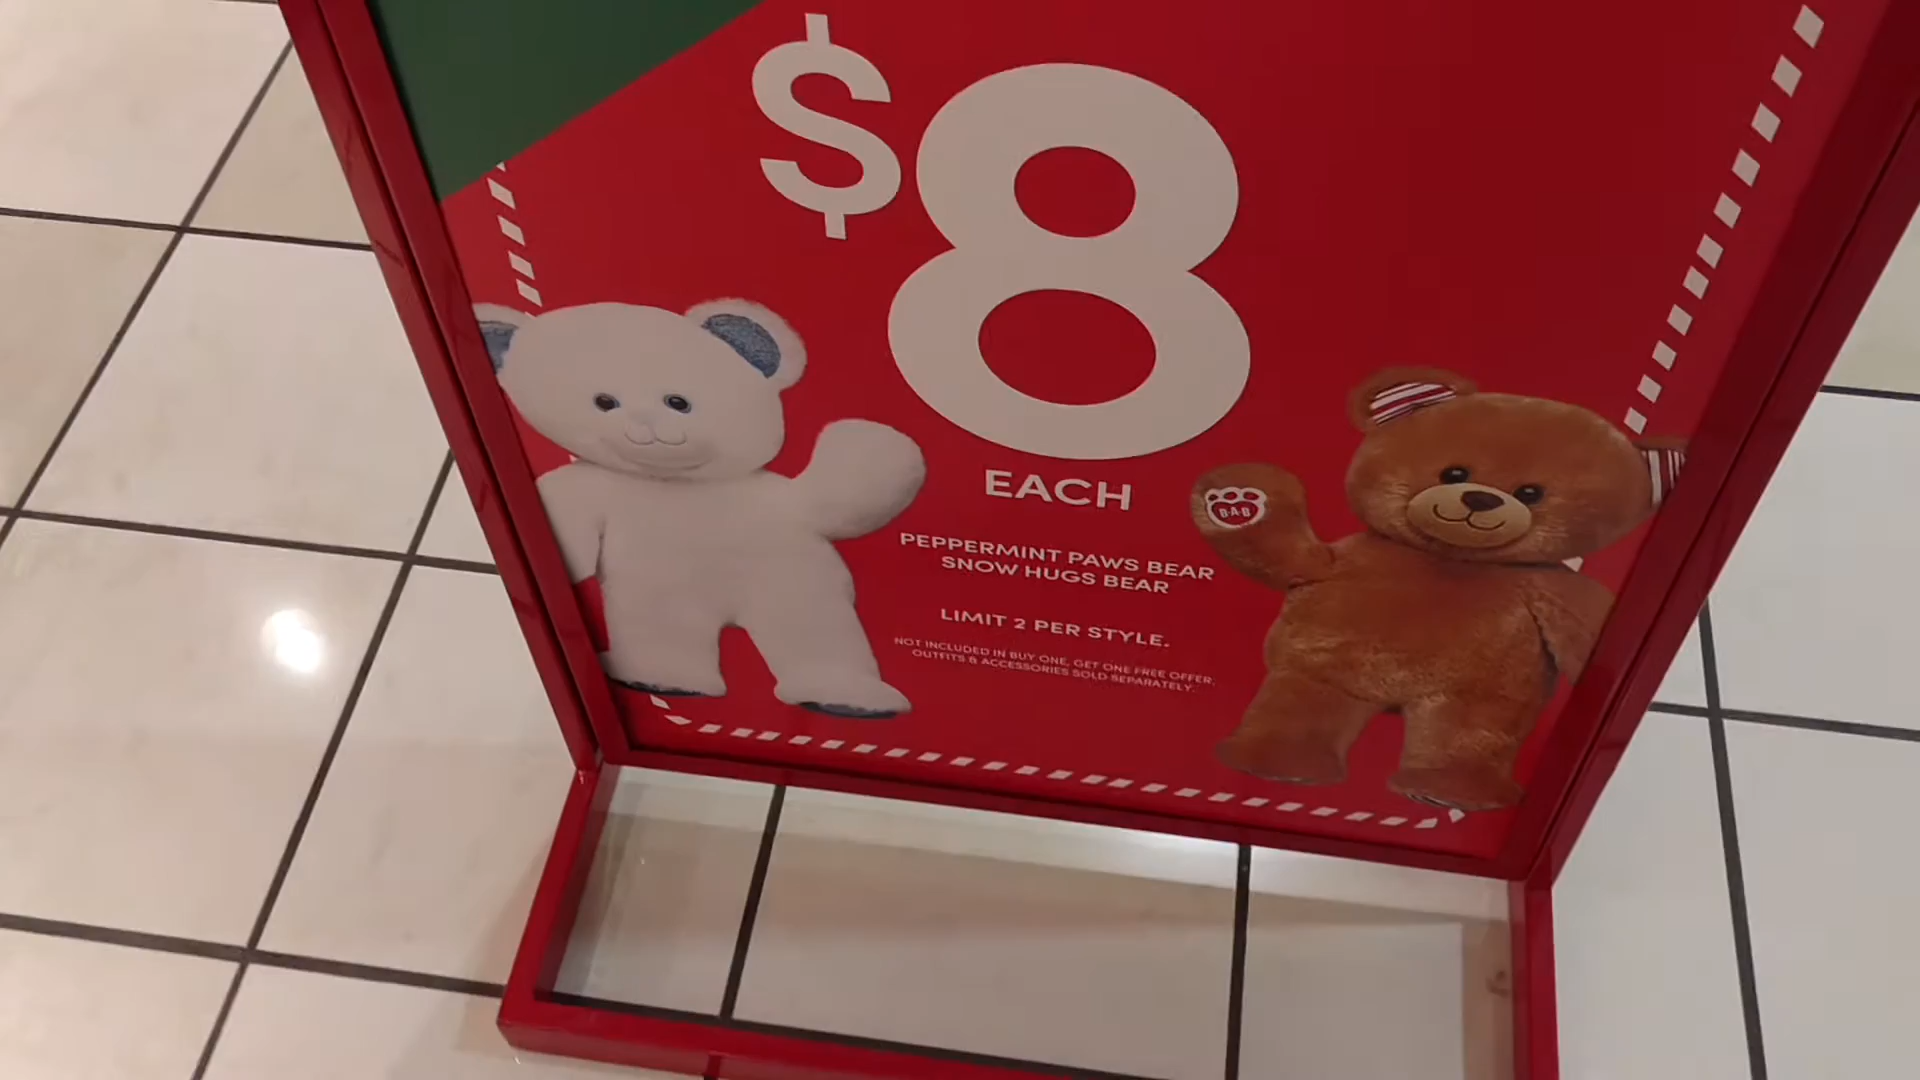 $8
EACH
PEPPERMINT PAWS BEAR
SNOW HUGS BEAR
LIMIT 2 PER STYLE.
NOT INCLUDED IN BUY ONE, GET ONE FREE OFFER.
OUTFITS & ACCESSORIES SOLD SEPARATELY.
B·A·B